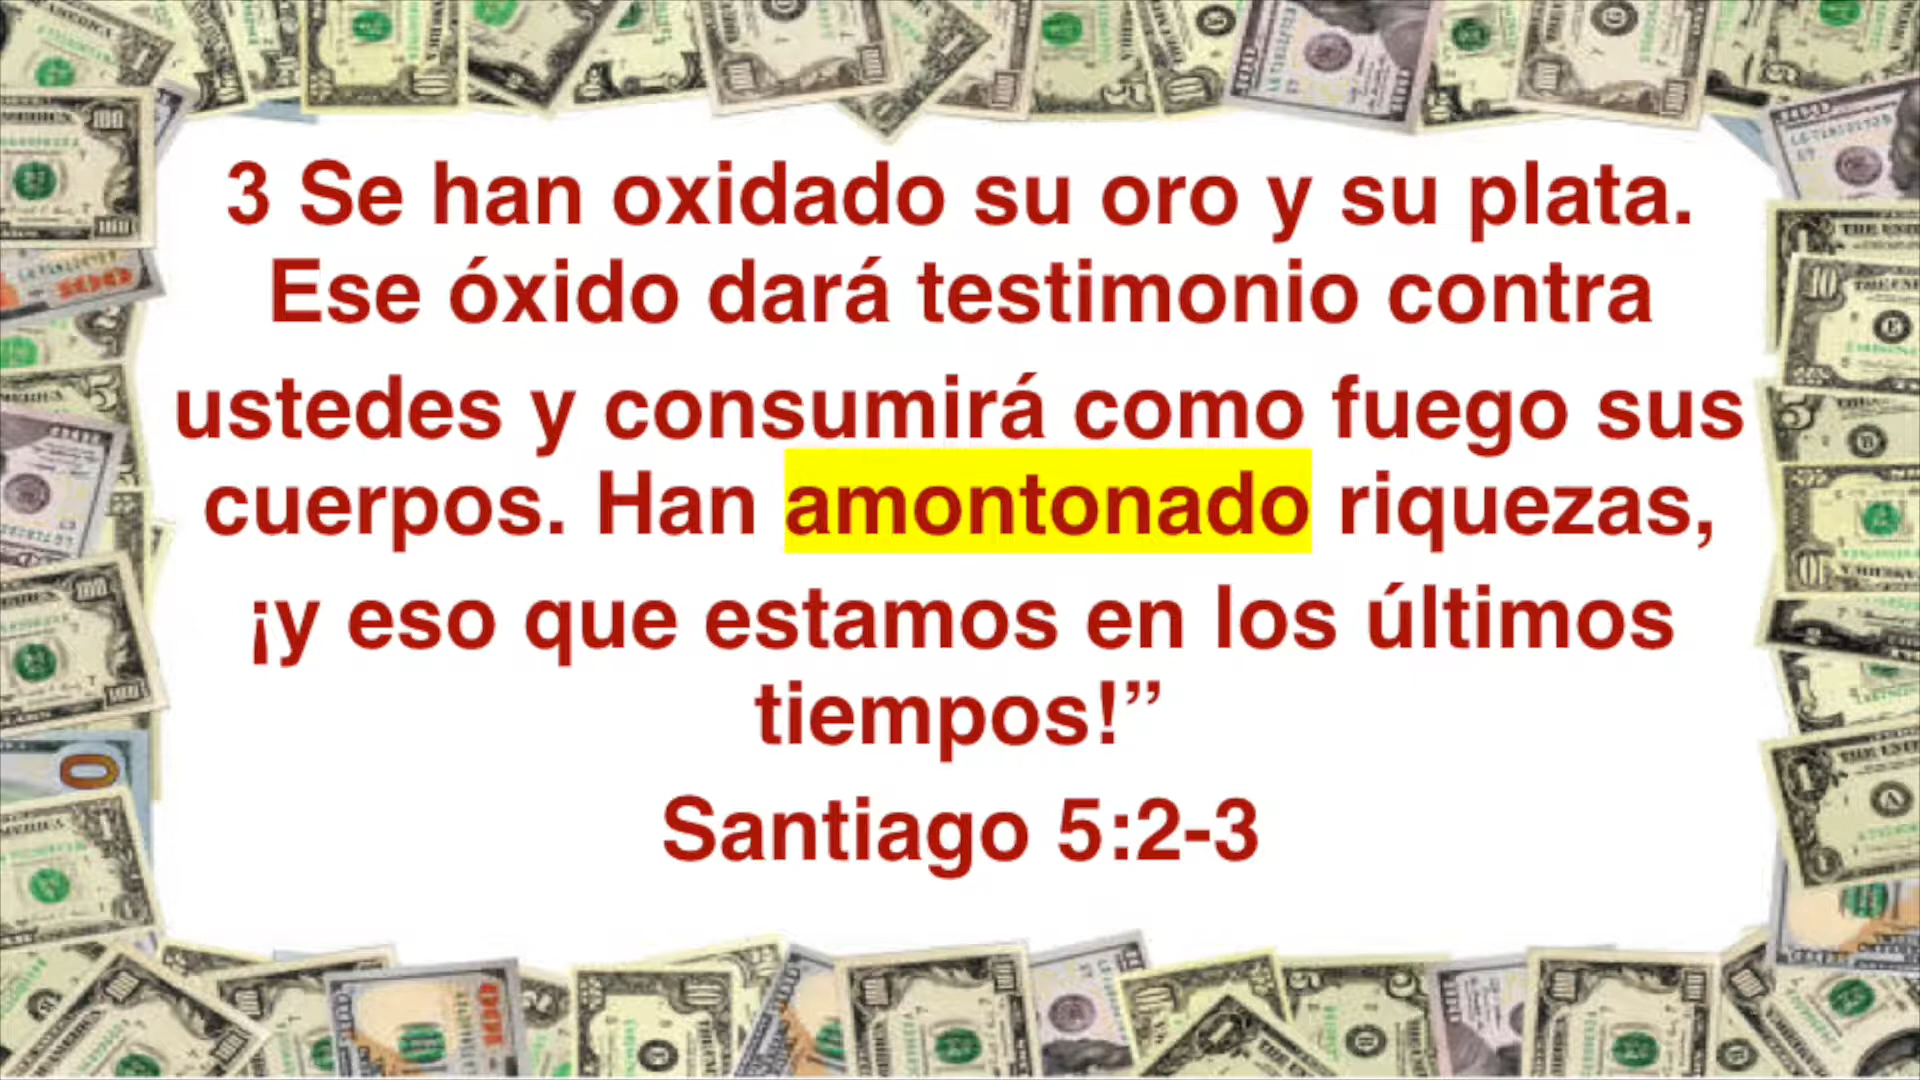 3 Se han oxidado su oro y su plata.
Ese óxido dará testimonio contra
ustedes y consumirá como fuego sus
cuerpos. Han amontonado riquezas,
¡y eso que estamos en los últimos
tiempos!”
Santiago 5:2-3